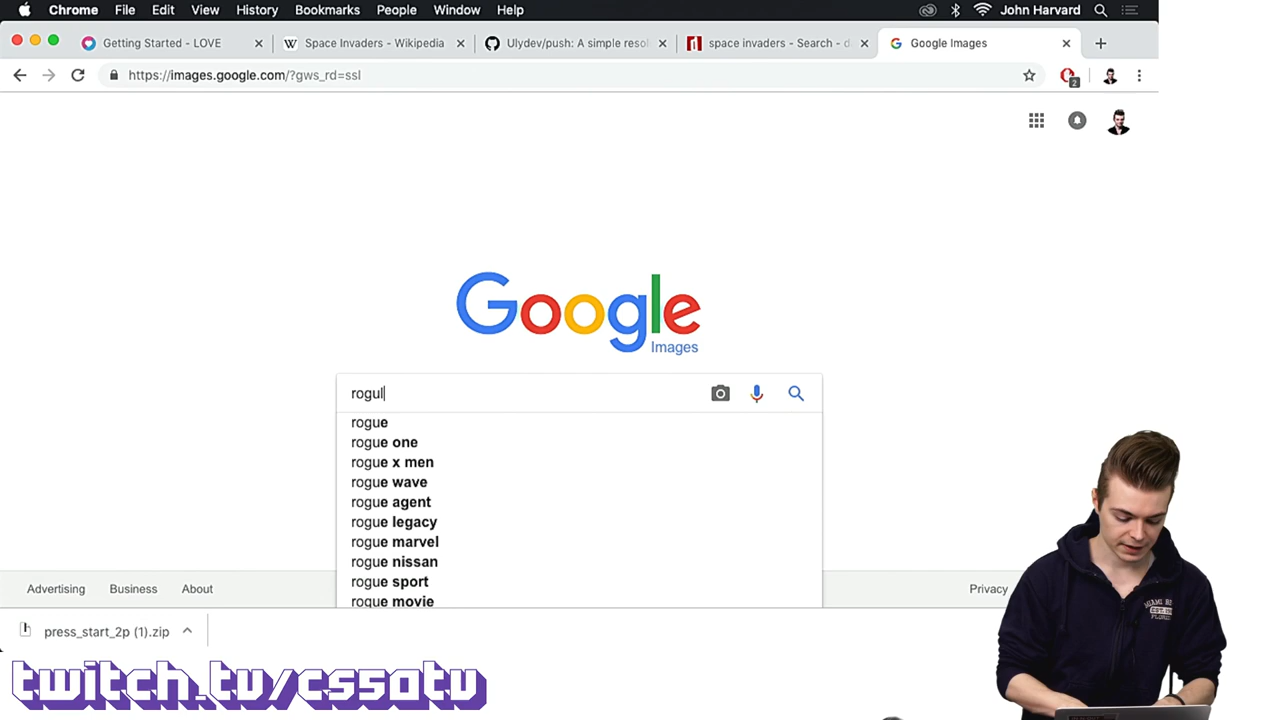 Chrome File Edit View History Bookmarks People Window Help John Harvard
Getting Started - LOVE Space Invaders - Wikipedia Ulydev/push: A simple resol space invaders - Search - d Google Images
https://images.google.com/?gws_rd=ssl
2
Google
Images
rogul
rogue
rogue one
rogue x men
rogue wave
rogue agent
rogue legacy
rogue marvel
rogue nissan
rogue sport
rogue movie
Advertising Business About Privacy
press_start_2p (1).zip
twitch.tv/cs50tv